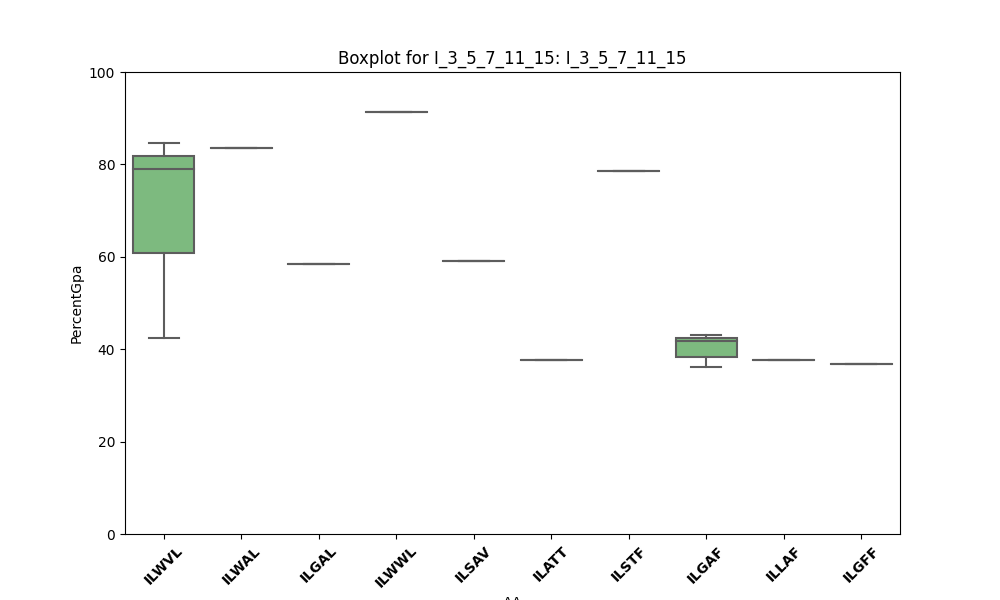 Boxplot for I_3_5_7_11_15: I_3_5_7_11_15
100
80
60
40
20
0
PercentGpa
ILWVL ILWAL ILGAL ILWWL ILSAV ILATT ILSTF ILGAF ILLAF ILGFF